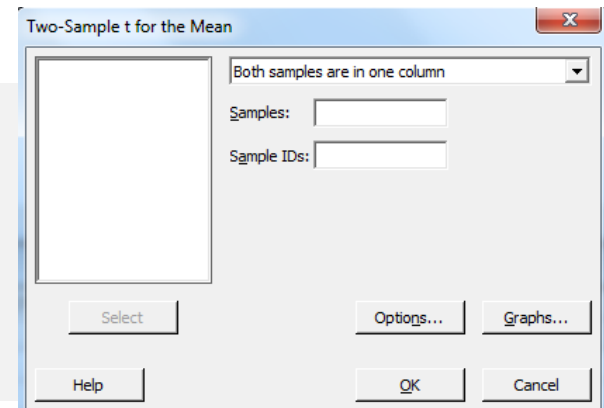 Two-Sample t for the Mean
Both samples are in one column
Samples:
Sample IDs:
Select
Options...
Graphs...
Help
OK
Cancel